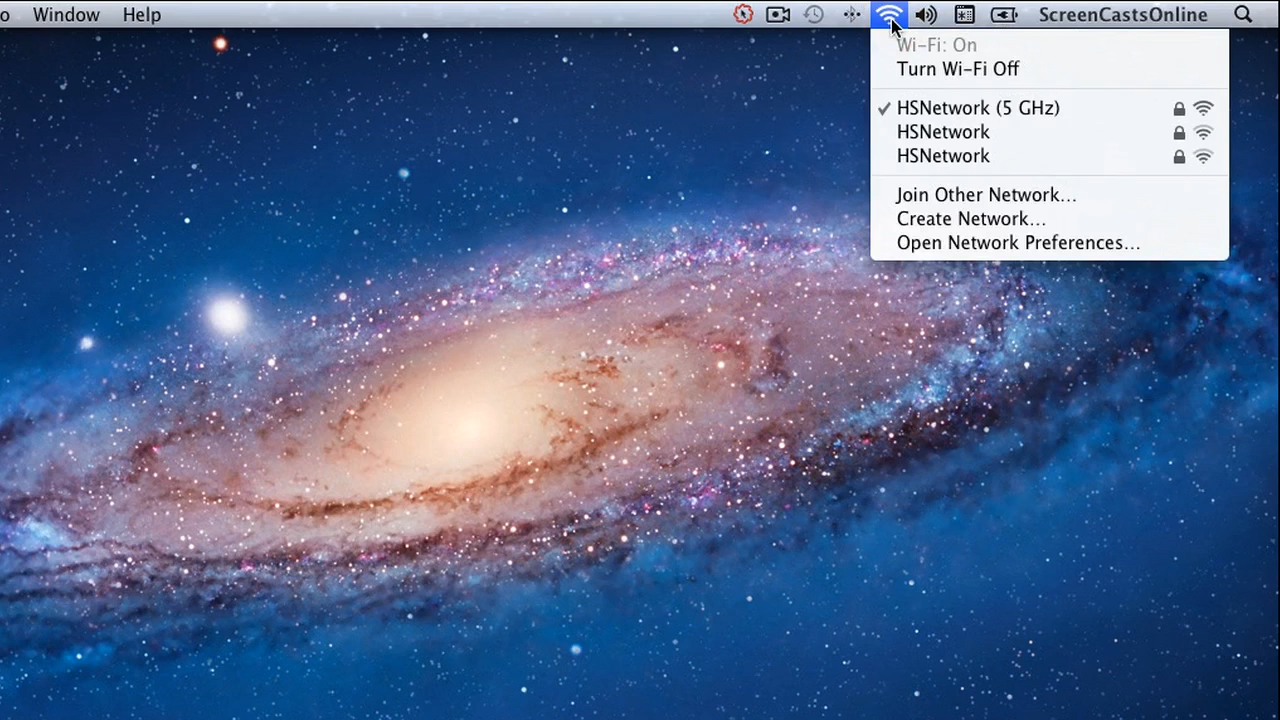 o Window Help ScreenCastsOnline
Wi-Fi: On
Turn Wi-Fi Off
HSNetwork (5 GHz)
HSNetwork
HSNetwork
Join Other Network...
Create Network...
Open Network Preferences...